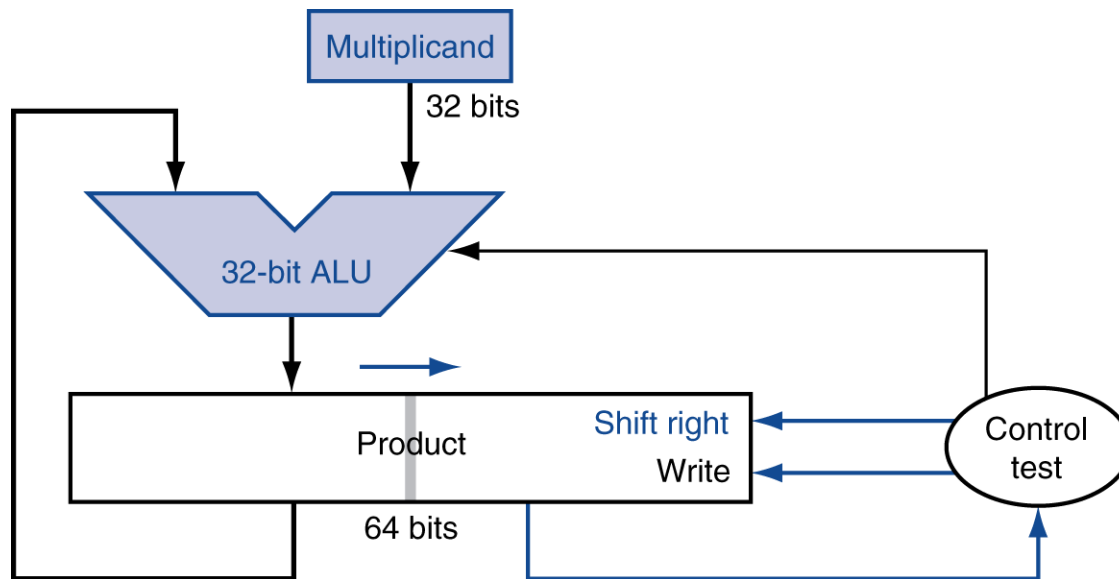 Multiplicand
32 bits
32-bit ALU
Product
Shift right
Write
64 bits
Control
test